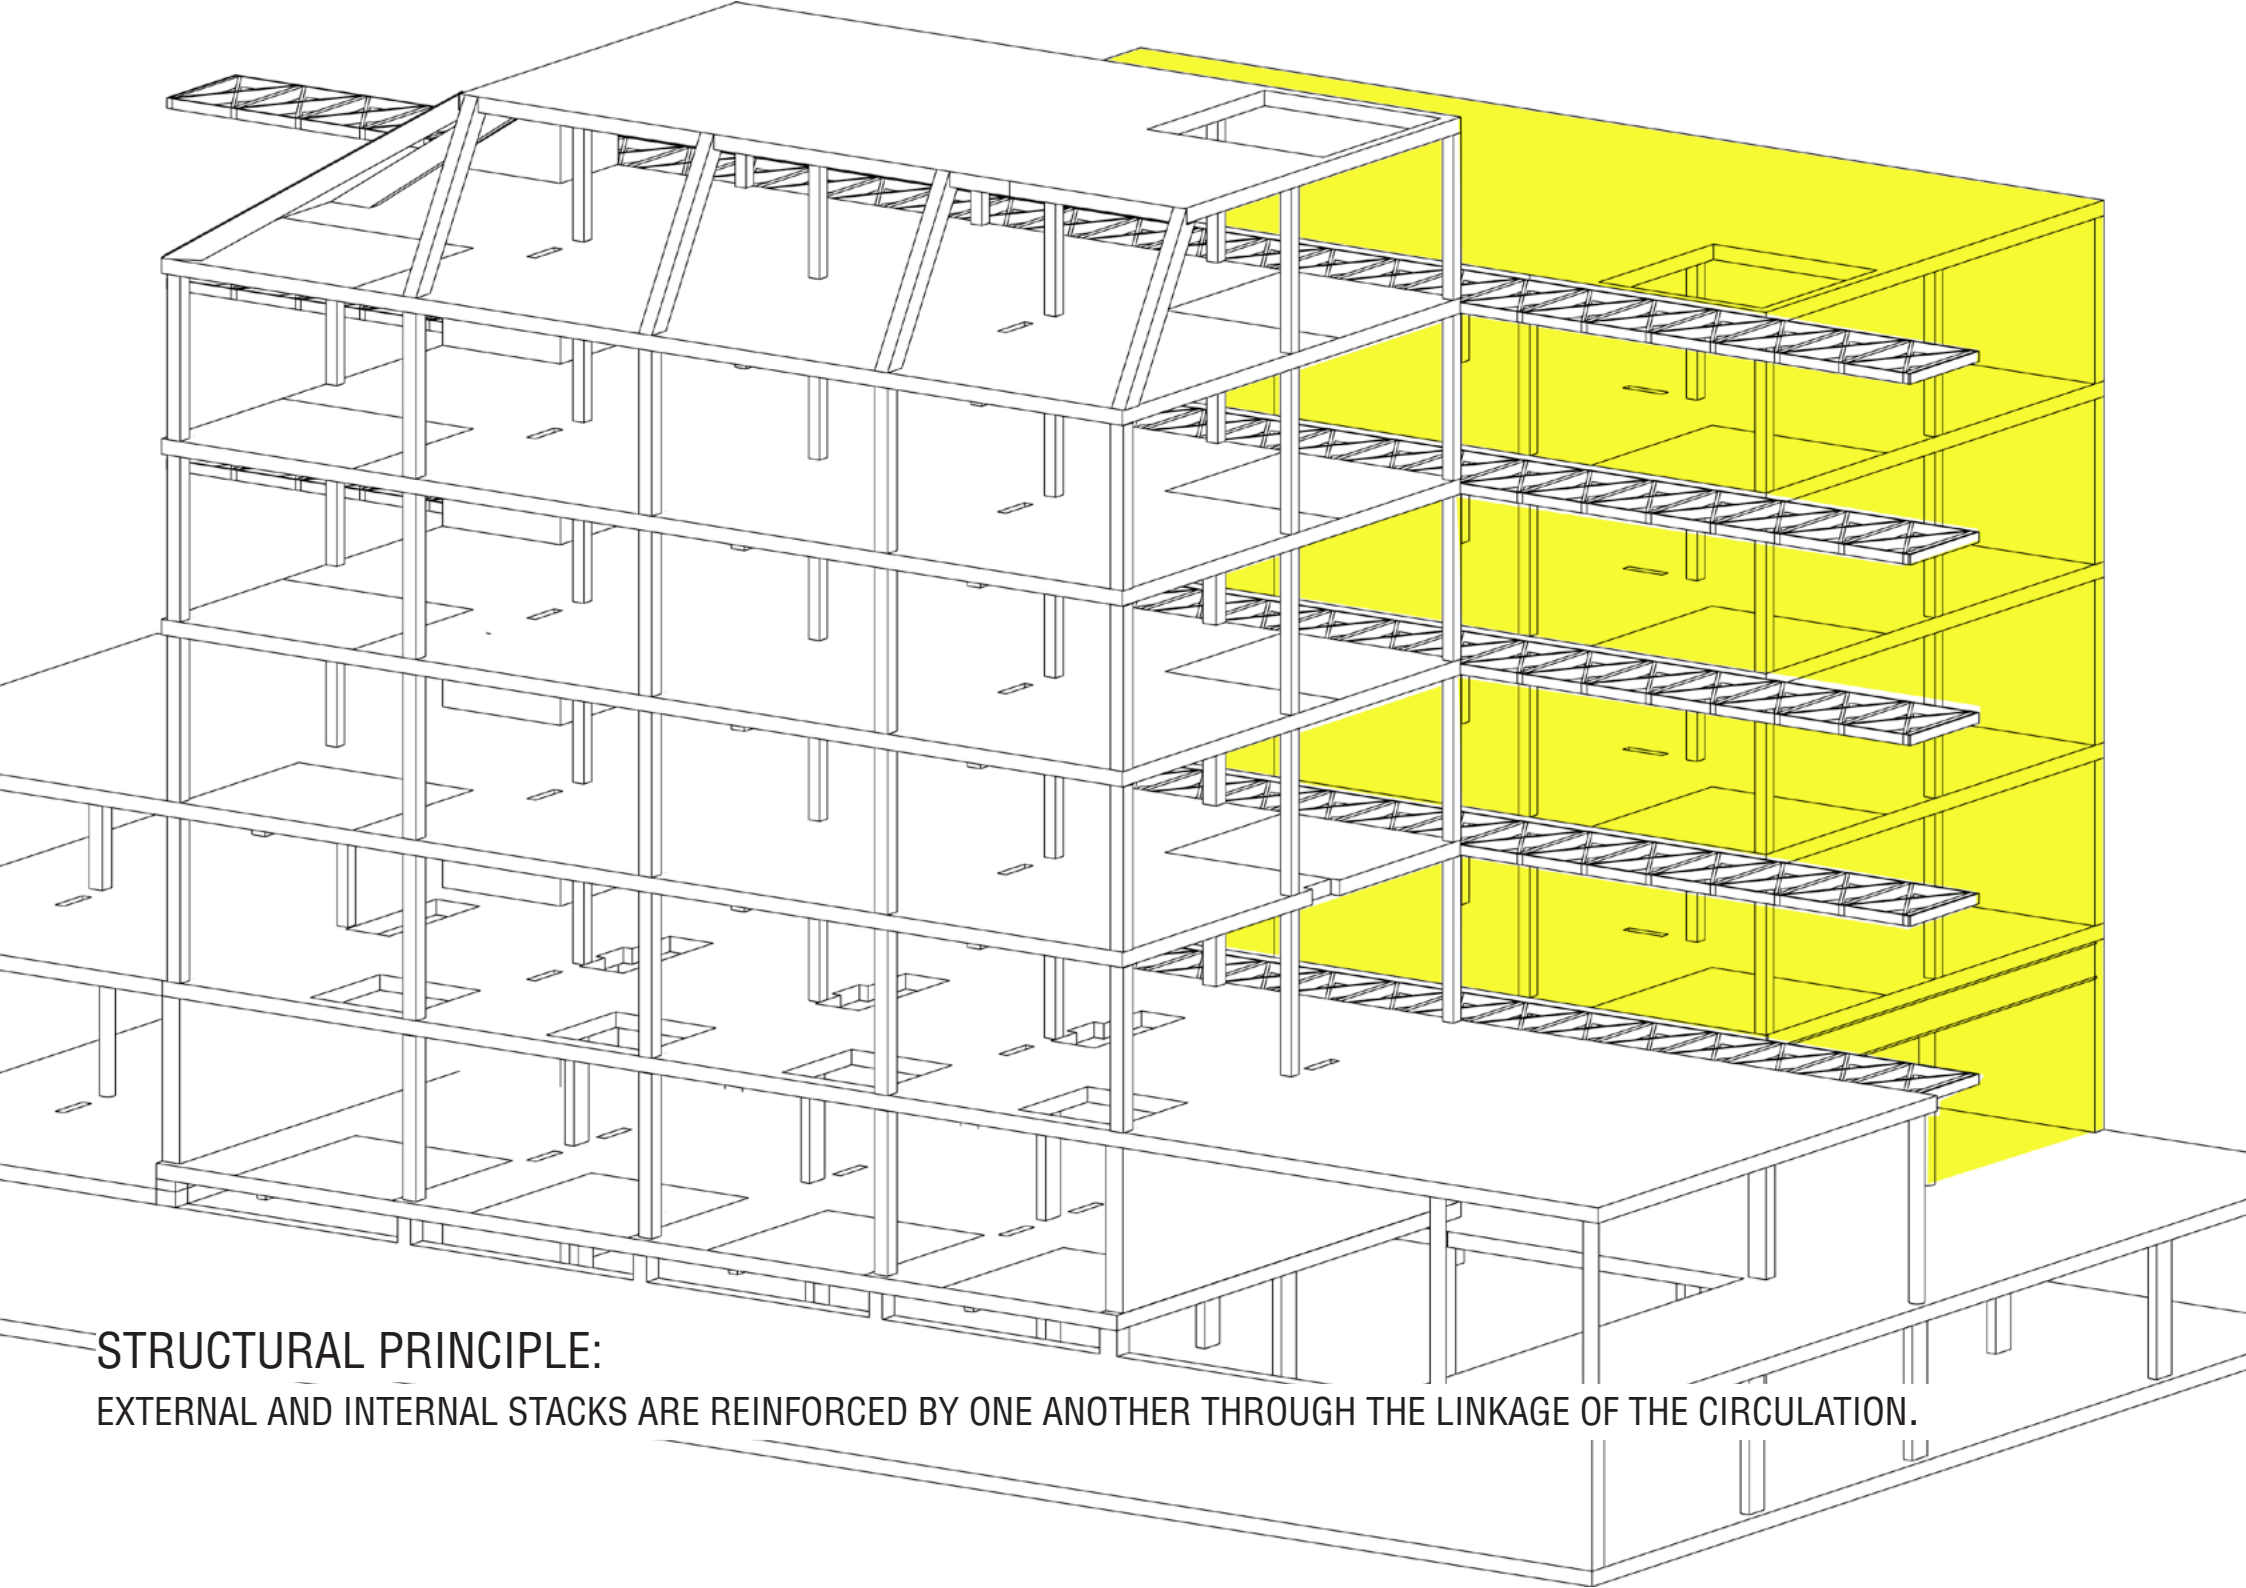 STRUCTURAL PRINCIPLE:
EXTERNAL AND INTERNAL STACKS ARE REINFORCED BY ONE ANOTHER THROUGH THE LINKAGE OF THE CIRCULATION.